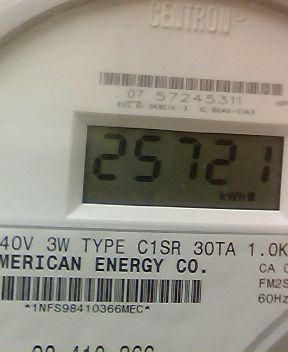 CENTRON
07 57245311
25721
kWh
40V 3W TYPE C1SR 30TA 1.0K
MERICAN ENERGY CO.
CA 0
FM2S
60Hz
*1NFS98410366MEC*